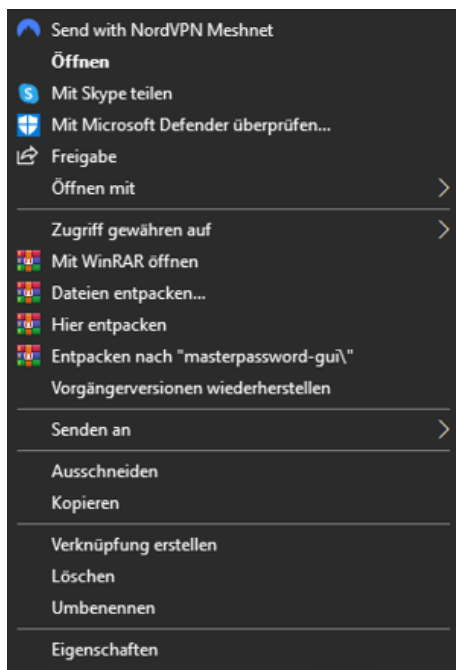 Send with NordVPN Meshnet
Öffnen
Mit Skype teilen
Mit Microsoft Defender überprüfen...
Freigabe
Öffnen mit
Zugriff gewähren auf
Mit WinRAR öffnen
Dateien entpacken...
Hier entpacken
Entpacken nach "masterpassword-gui\"
Vorgängerversionen wiederherstellen
Senden an
Ausschneiden
Kopieren
Verknüpfung erstellen
Löschen
Umbenennen
Eigenschaften